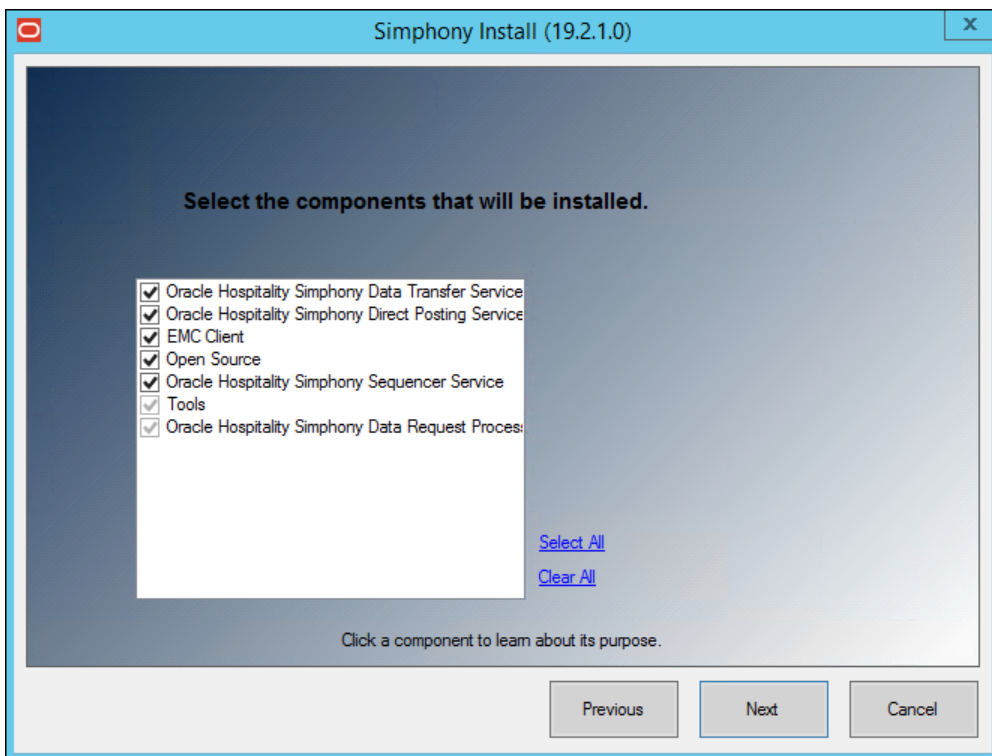 Simphony Install (19.2.1.0)
x
Select the components that will be installed.
Oracle Hospitality Simphony Data Transfer Service
Oracle Hospitality Simphony Direct Posting Service
EMC Client
Open Source
Oracle Hospitality Simphony Sequencer Service
Tools
Oracle Hospitality Simphony Data Request
Select All
Clear All
Click a component to learn about its purpose.
Previous
Next
Cancel